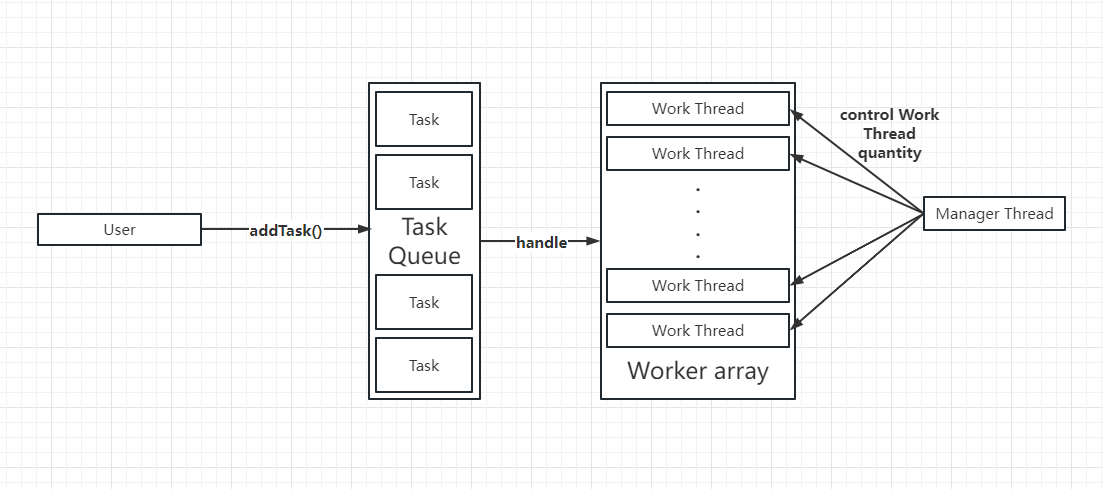 User
addTask()
Task
Task
Task
Queue
Task
Task
handle
Work Thread
Work Thread
Work Thread
Work Thread
Worker array
control Work
Thread
quantity
Manager Thread